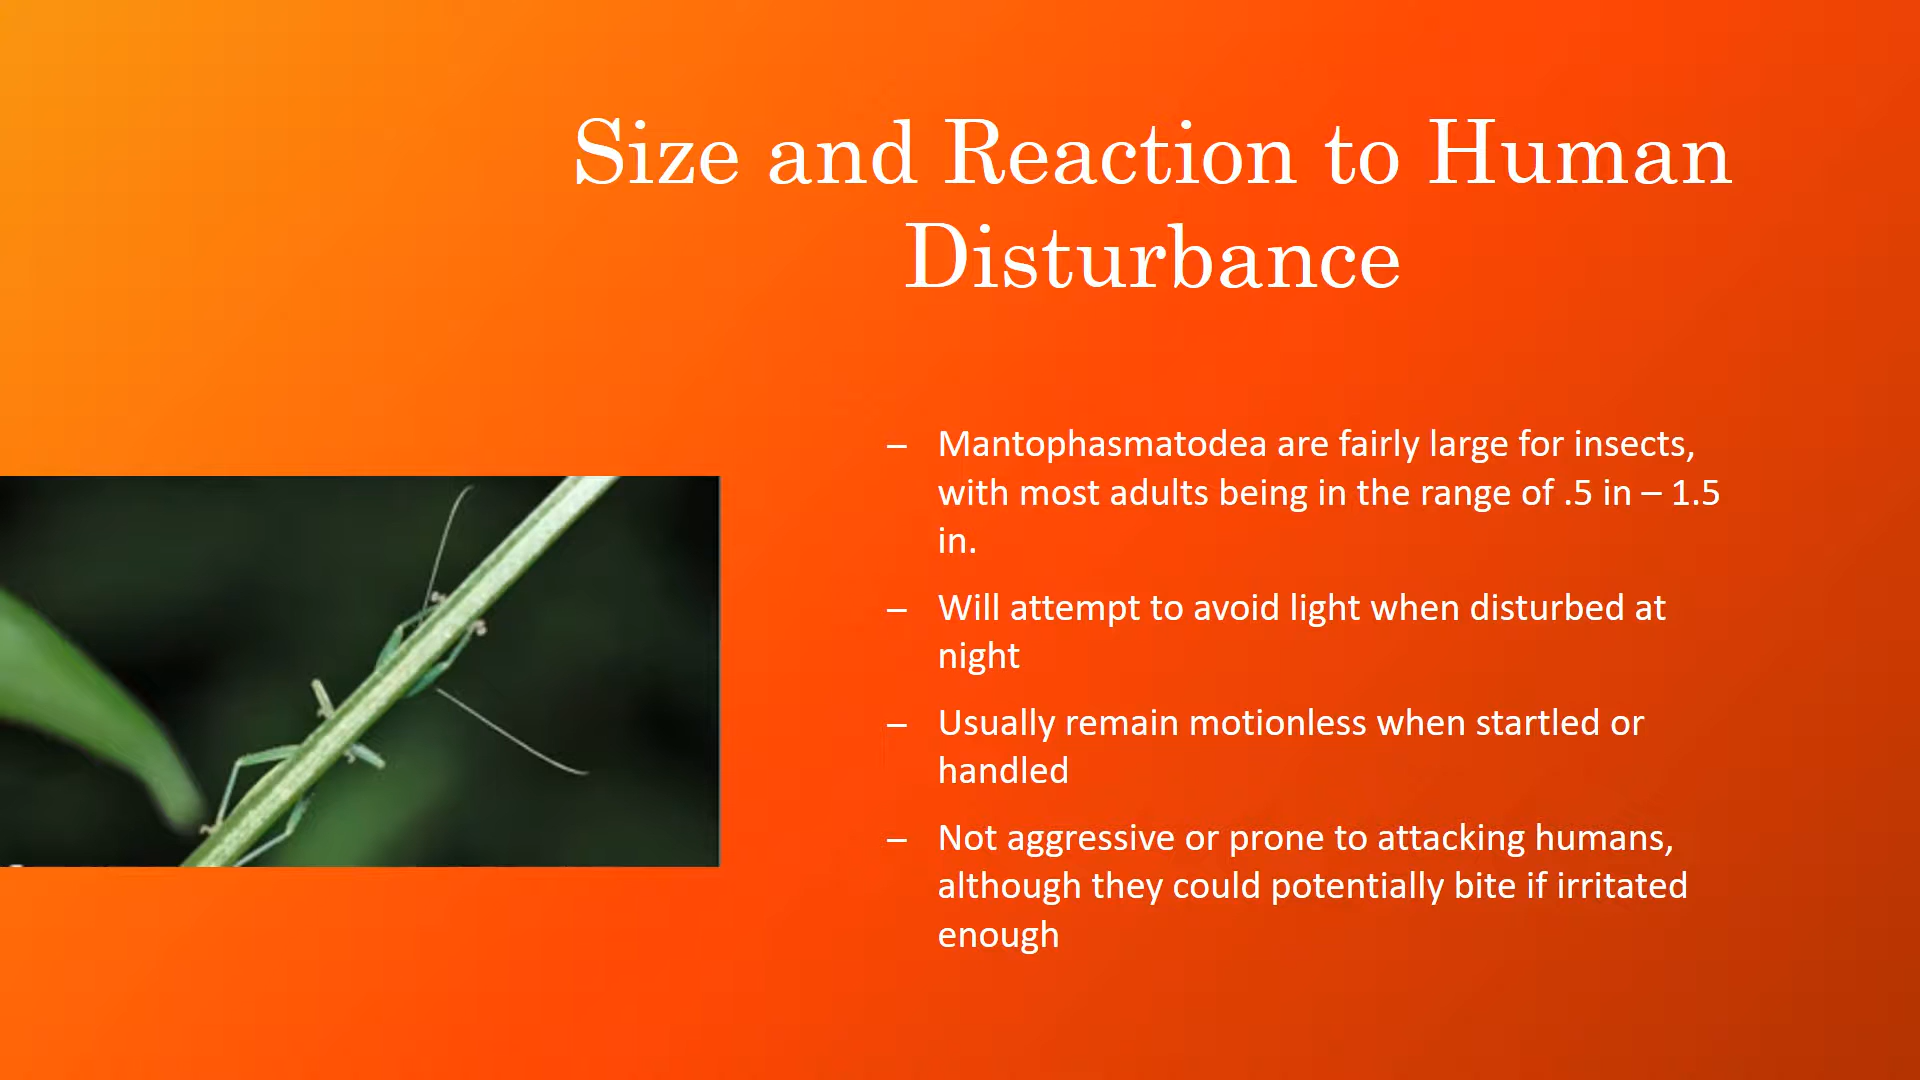 Size and Reaction to Human
Disturbance
– Mantophasmatodea are fairly large for insects,
with most adults being in the range of .5 in – 1.5
in.
– Will attempt to avoid light when disturbed at
night
– Usually remain motionless when startled or
handled
– Not aggressive or prone to attacking humans,
although they could potentially bite if irritated
enough